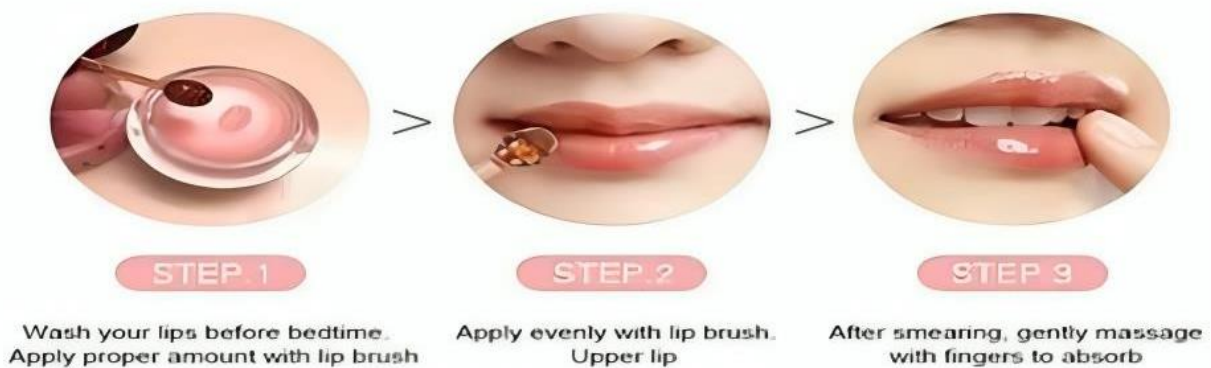 STEP.1
Wash your lips before bedtime.
Apply proper amount with lip brush
STEP.2
Apply evenly with lip brush.
Upper lip
STEP 3
After smearing, gently massage
with fingers to absorb